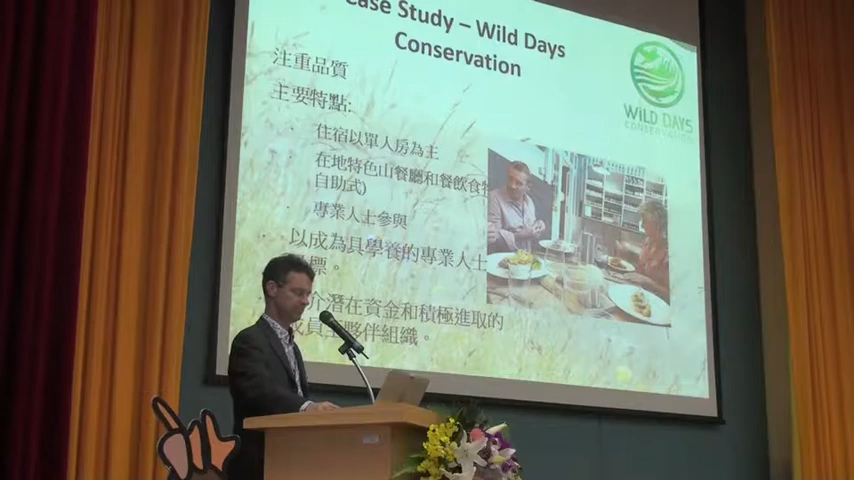 Case Study – Wild Days
Conservation
WiLD DAYS
CONSERVATION
注重品質
主要特點:
住宿以單人房為主
在地特色山餐廳和餐飲食物
自助式)
專業人士參與
以成為具學養的專業人士
標。
介潛在資金和積極進取的
成員至夥伴組織。